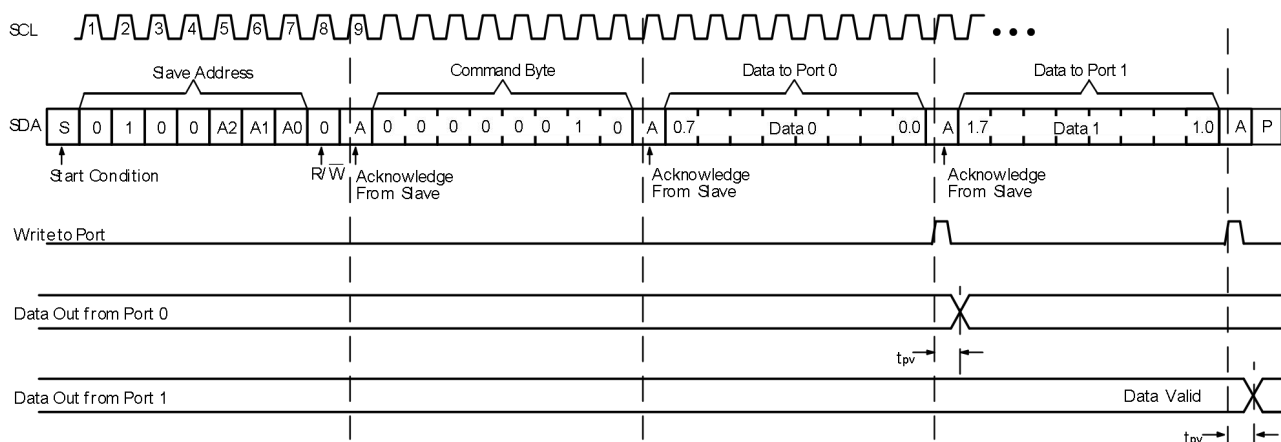 SCL 1 2 3 4 5 6 7 8 9
Slave Address Command Byte Data to Port 0 Data to Port 1
SDA S 0 1 0 0 A2 A1 A0 0 A 0 0 0 0 0 0 1 0 A 0.7 Data 0 0.0 A 1.7 Data 1 1.0 A P
Start Condition R/W Acknowledge From Slave Acknowledge From Slave Acknowledge From Slave
Write to Port
Data Out from Port 0
tpv
Data Out from Port 1 Data Valid
tpv